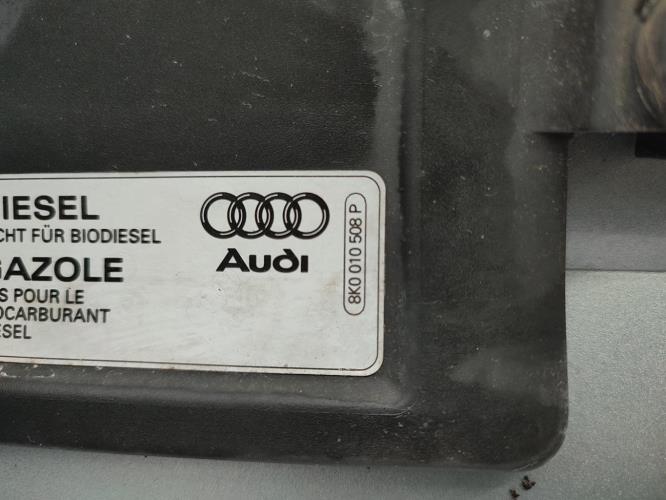 IESEL
CHT FÜR BIODIESEL
GAZOLE
S POUR LE
OCARBURANT
ESEL
Audi
8K0 010 508 P